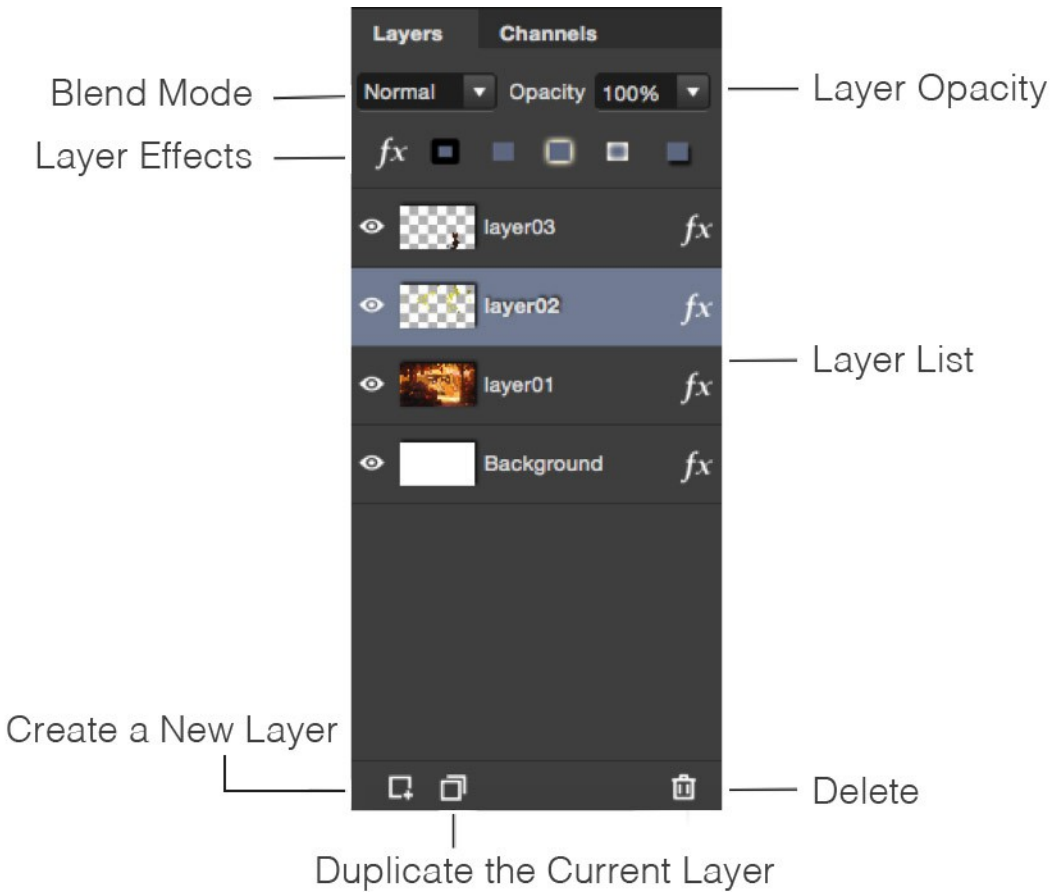 Layers Channels
Blend Mode Normal Opacity 100% Layer Opacity
Layer Effects fx
layer03 fx
layer02 fx
Layer List
layer01 fx
Background fx
Create a New Layer
Delete
Duplicate the Current Layer